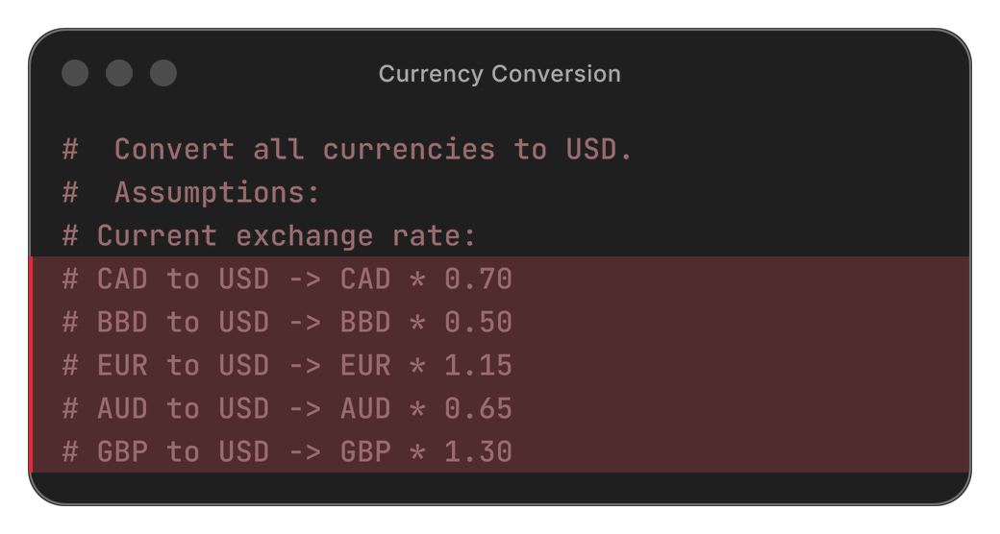 Currency Conversion
#  Convert all currencies to USD.
#  Assumptions:
# Current exchange rate:
# CAD to USD -> CAD * 0.70
# BBD to USD -> BBD * 0.50
# EUR to USD -> EUR * 1.15
# AUD to USD -> AUD * 0.65
# GBP to USD -> GBP * 1.30